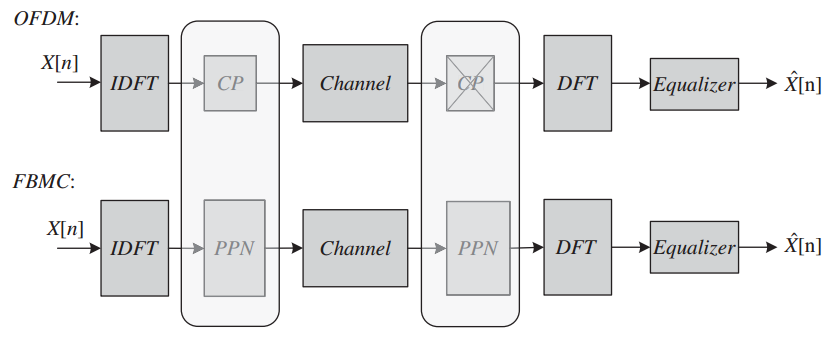 OFDM:
X[n] IDFT CP Channel CP DFT Equalizer X̂[n]
FBMC:
X[n] IDFT PPN Channel PPN DFT Equalizer X̂[n]